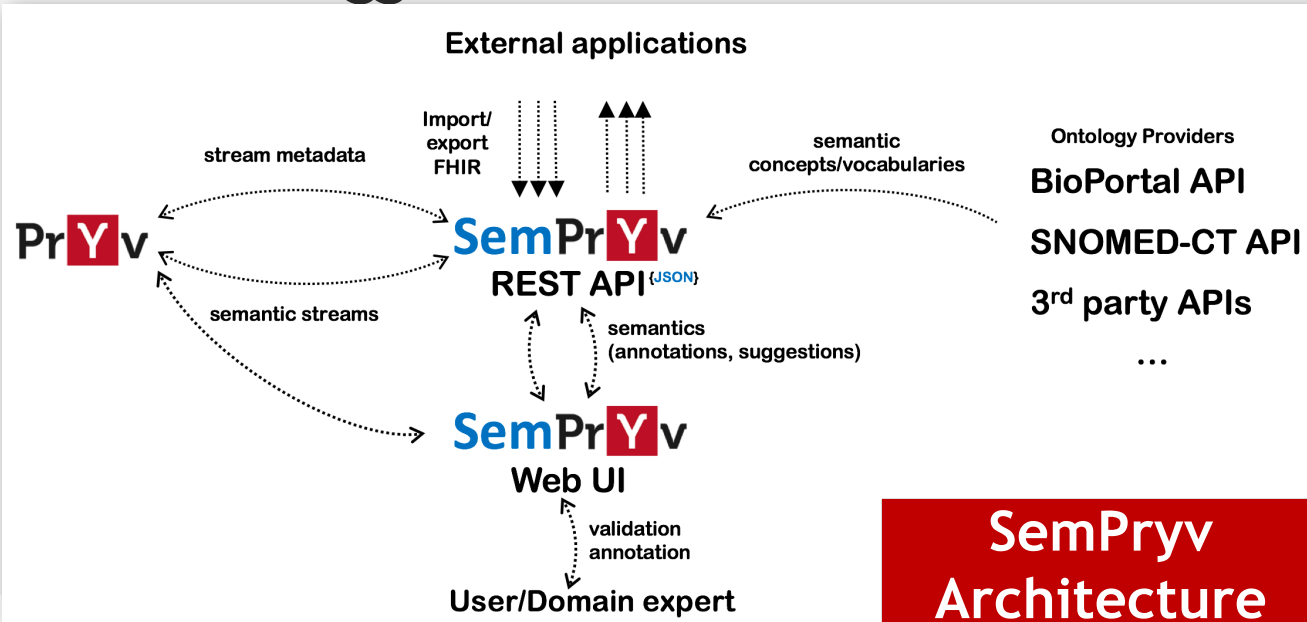 External applications
Import/
export
FHIR
stream metadata
semantic
concepts/vocabularies
Ontology Providers
BioPortal API
SNOMED-CT API
3rd party APIs
...
PrYv
SemPrYv
REST API {JSON}
semantic streams
semantics
(annotations, suggestions)
SemPrYv
Web UI
validation
annotation
User/Domain expert
SemPryv
Architecture